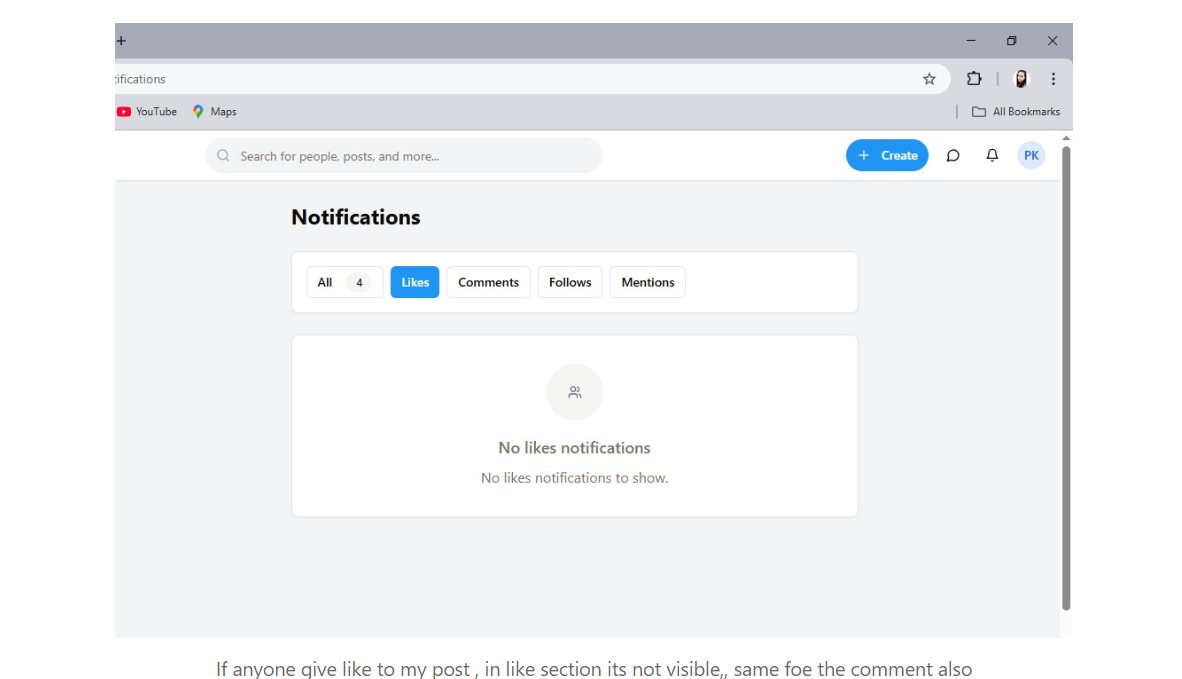 +
ifications
YouTube Maps All Bookmarks
Search for people, posts, and more...
+ Create
PK
Notifications
All 4 Likes Comments Follows Mentions
No likes notifications
No likes notifications to show.
If anyone give like to my post , in like section its not visible,, same foe the comment also